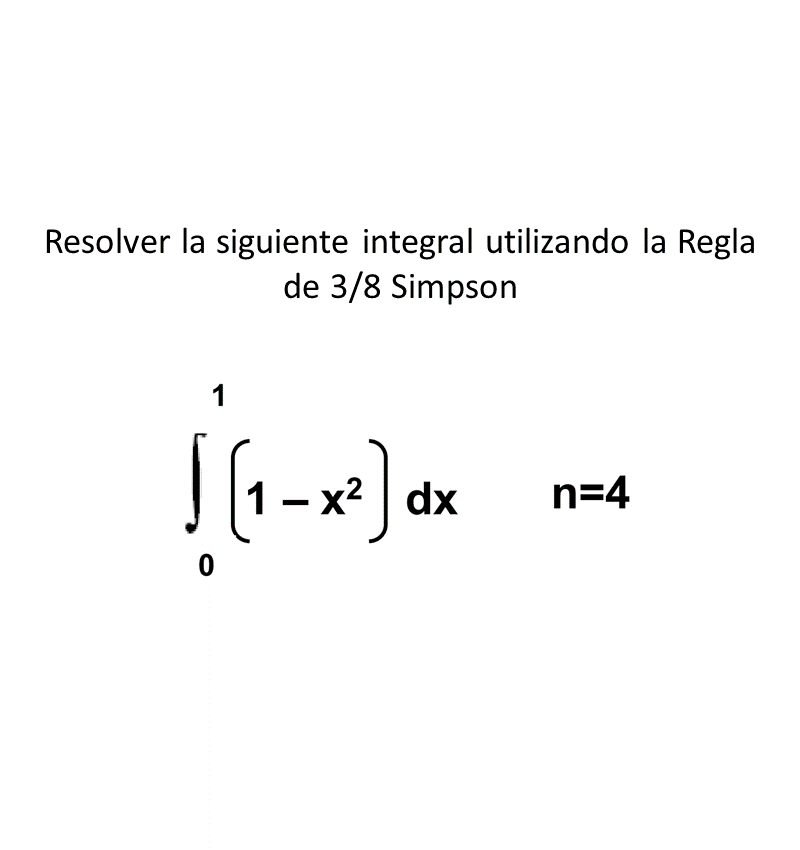 Resolver la siguiente integral utilizando la Regla
de 3/8 Simpson
1
∫ (1 – x² ) dx n=4
0